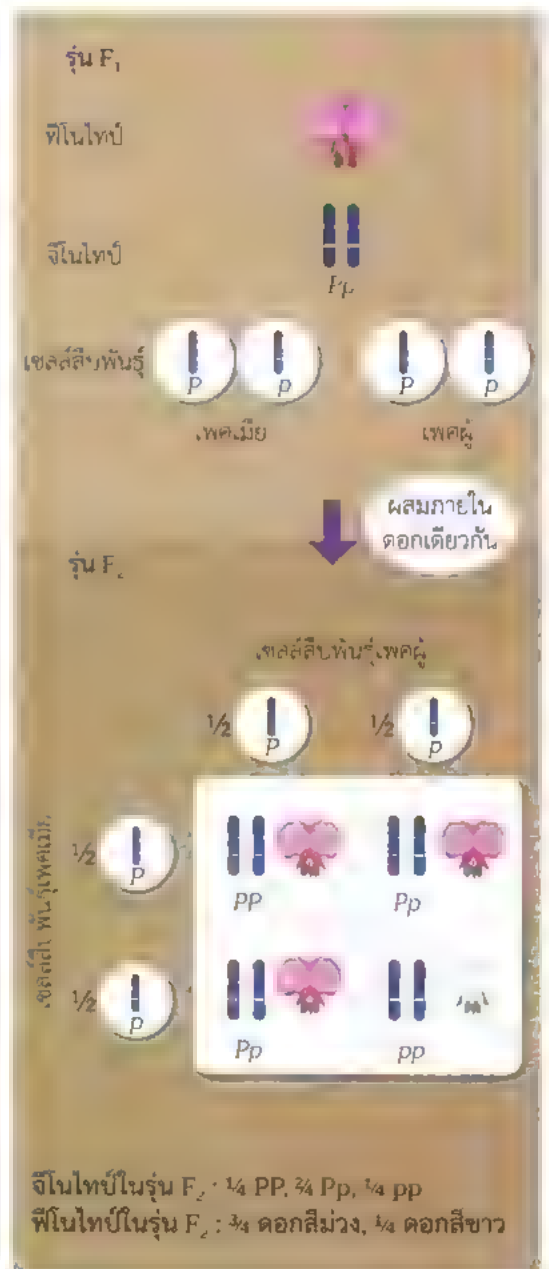 รุ่น F₁
ฟีโนไทป์
จีโนไทป์
Pp
เซลล์สืบพันธุ์
P p P p
เพศเมีย เพศผู้
ผสมภายใน
ดอกเดียวกัน
รุ่น F₂
เซลล์สืบพันธุ์เพศผู้
½ P ½ p
เซลล์สืบพันธุ์เพศเมีย
½ P
PP Pp
½ p
Pp pp
จีโนไทป์ในรุ่น F₂ : ¼ PP, 2/4 Pp, ¼ pp
ฟีโนไทป์ในรุ่น F₂ : ¾ ดอกสีม่วง, ¼ ดอกสีขาว